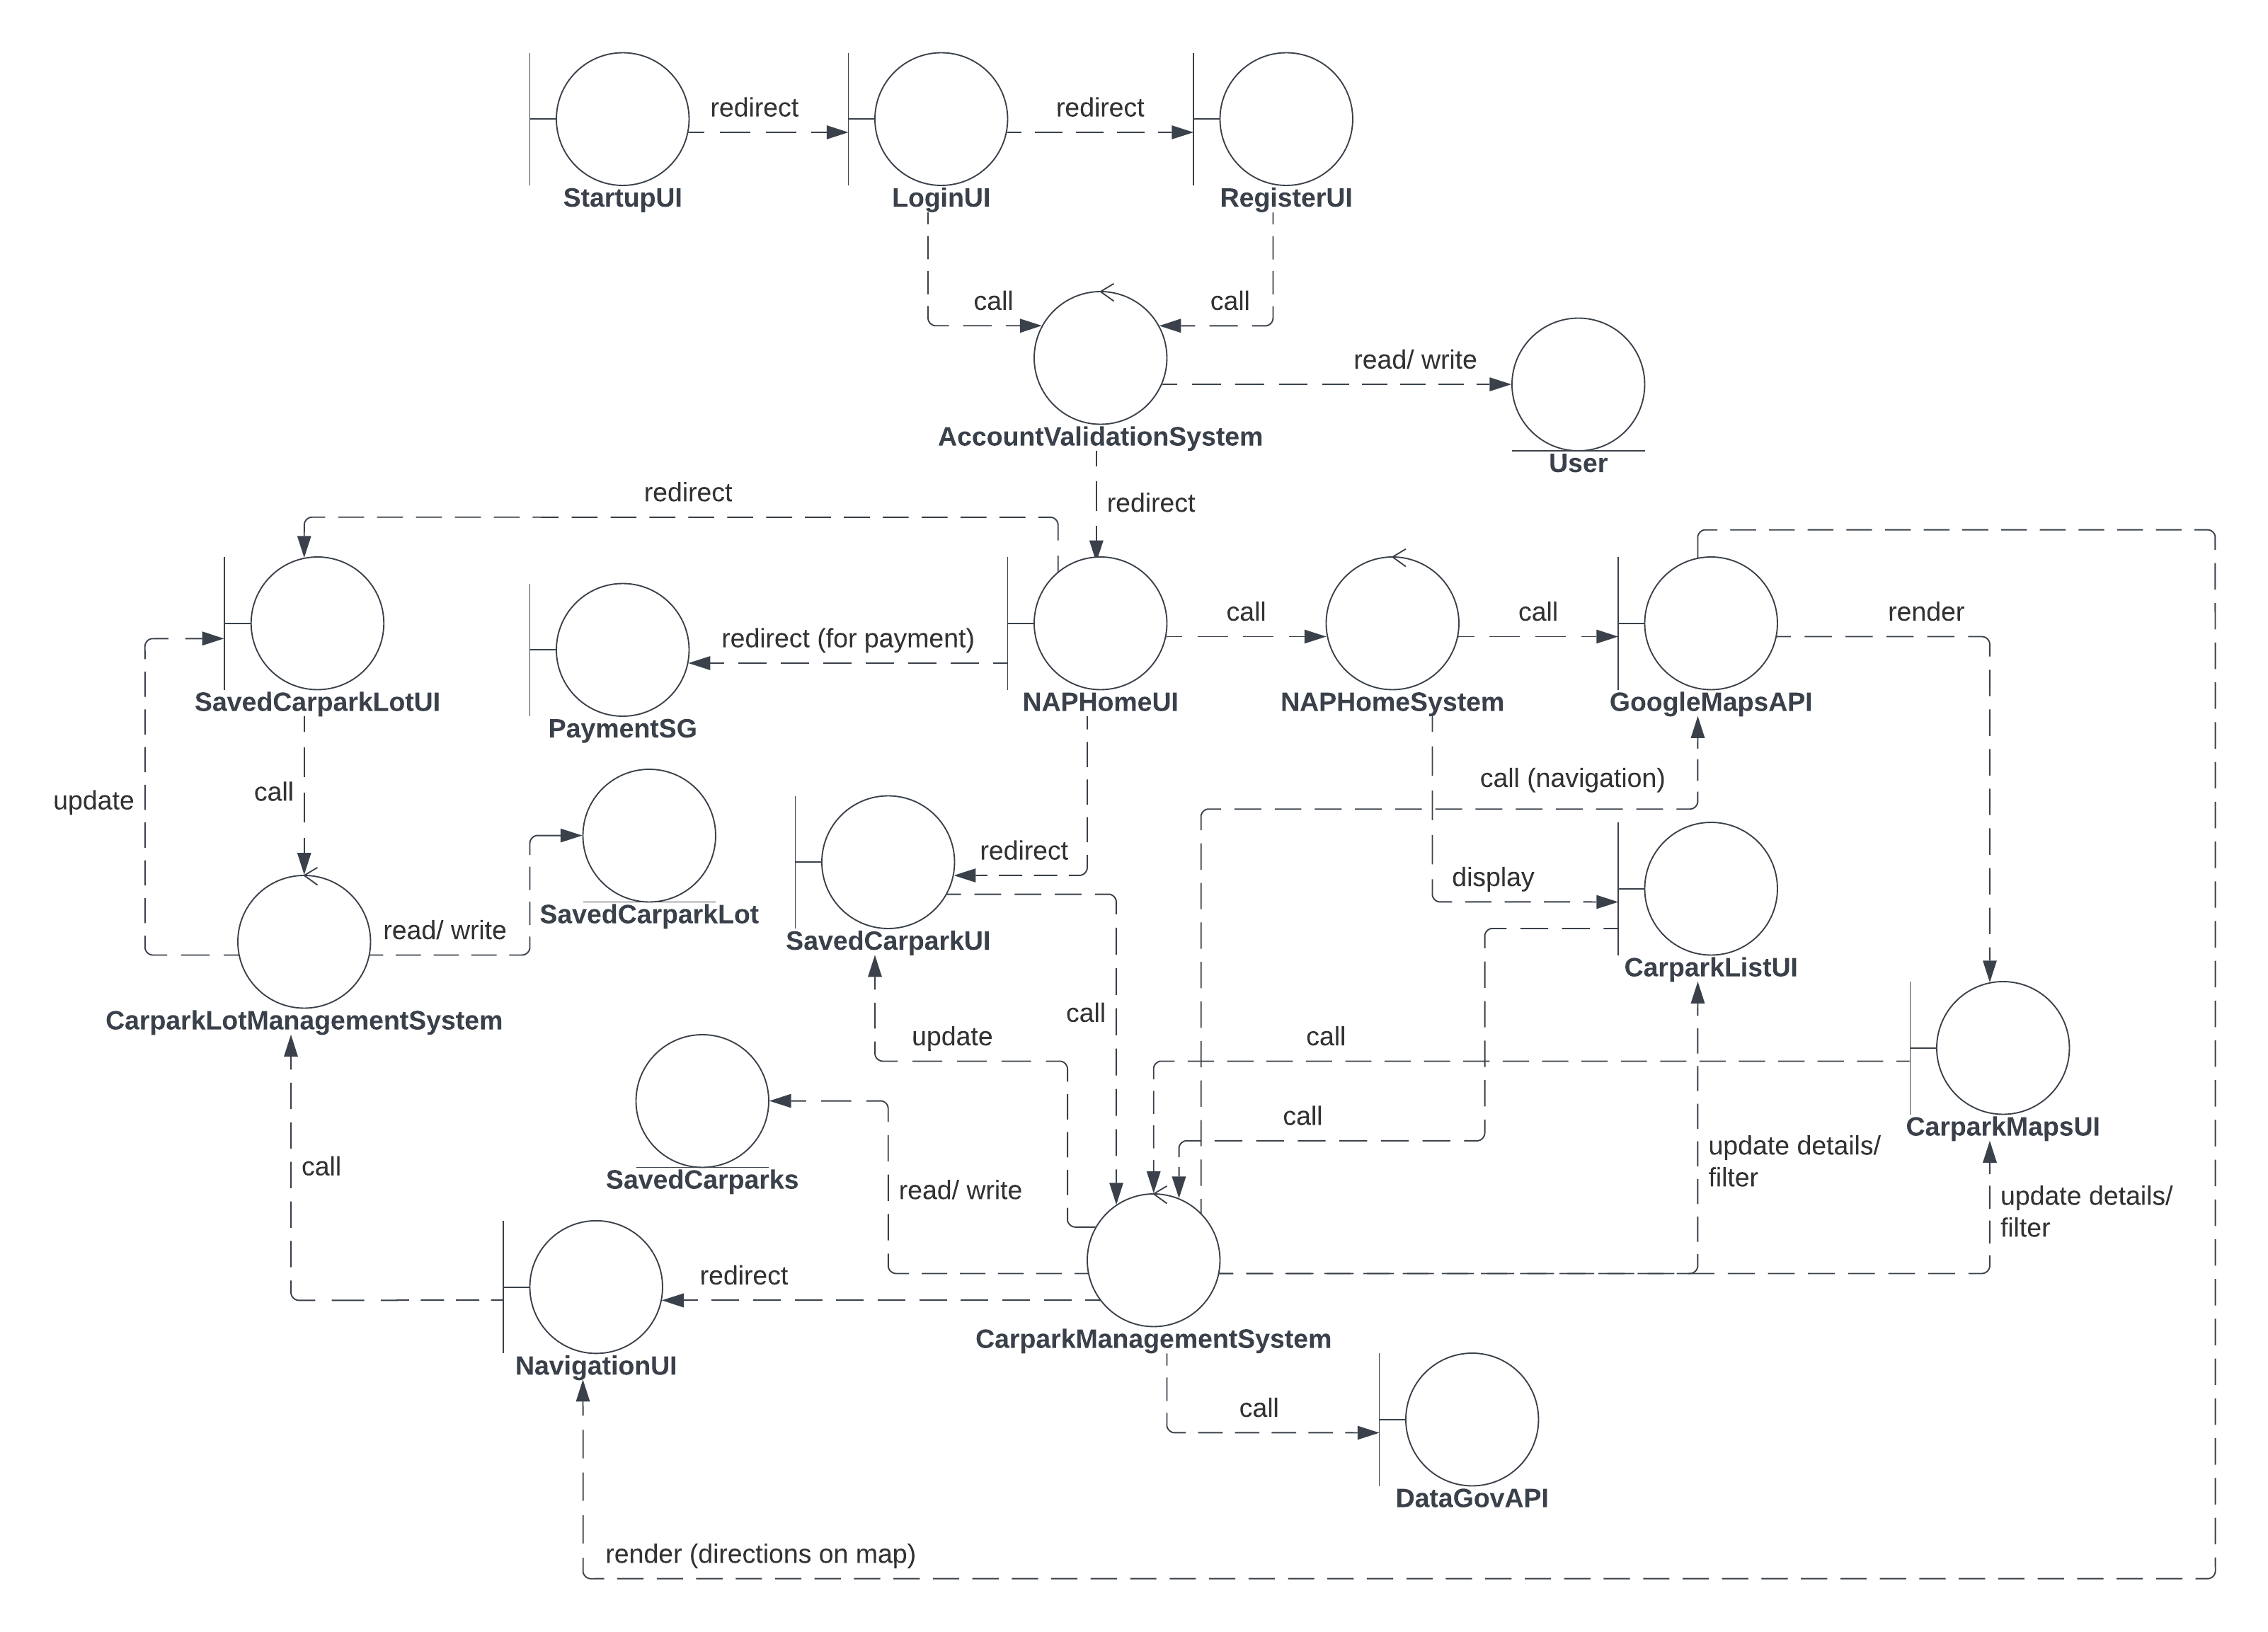 redirect
redirect
StartupUI
LoginUI
RegisterUI
call
call
read/ write
AccountValidationSystem
User
redirect
redirect
call
call
render
redirect (for payment)
SavedCarparkLotUI
NAPHomeUI
NAPHomeSystem
GoogleMapsAPI
PaymentSG
call (navigation)
update
call
redirect
display
SavedCarparkLot
read/ write
SavedCarparkUI
CarparkListUI
CarparkLotManagementSystem
call
update
call
call
CarparkMapsUI
update details/
filter
call
SavedCarparks
read/ write
update details/
filter
redirect
CarparkManagementSystem
NavigationUI
call
DataGovAPI
render (directions on map)